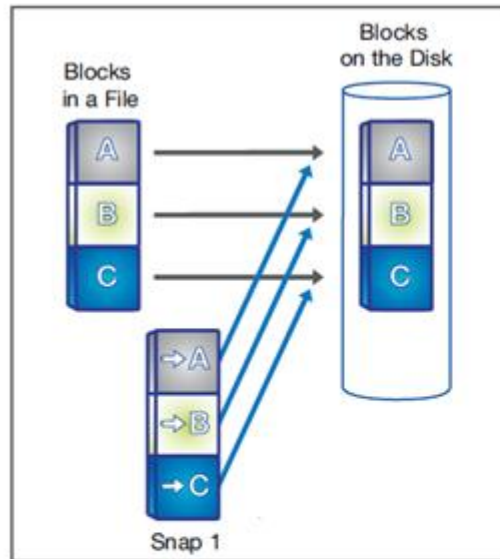 Blocks
in a File
Blocks
on the Disk
A
B
C
A
B
C
→A
→B
→C
Snap 1